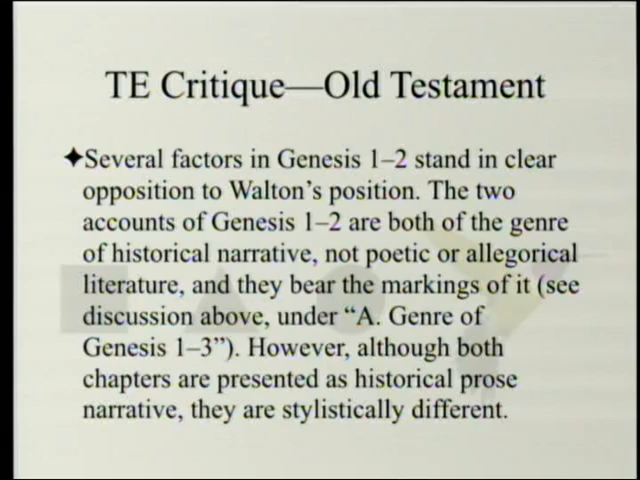 TE Critique—Old Testament
✦Several factors in Genesis 1–2 stand in clear
opposition to Walton’s position. The two
accounts of Genesis 1–2 are both of the genre
of historical narrative, not poetic or allegorical
literature, and they bear the markings of it (see
discussion above, under “A. Genre of
Genesis 1–3”). However, although both
chapters are presented as historical prose
narrative, they are stylistically different.